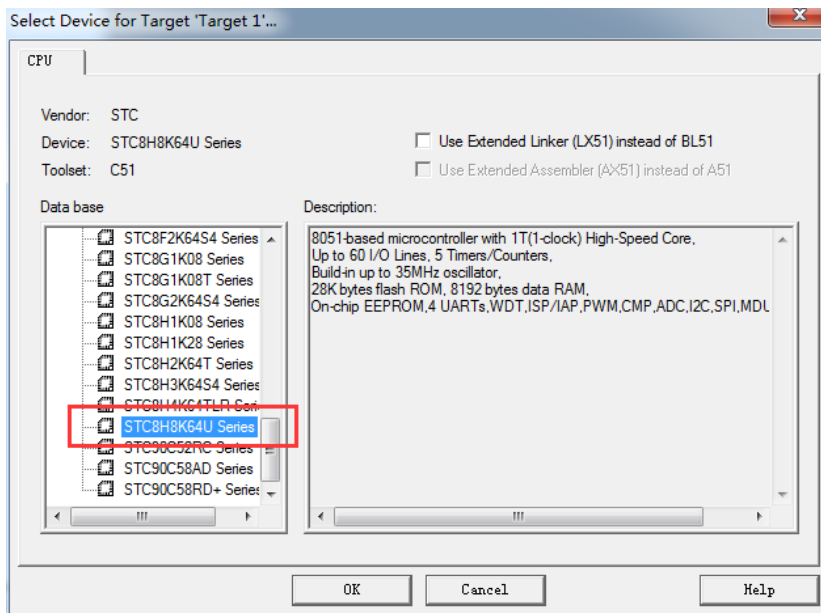 Select Device for Target 'Target 1'...
CPU
Vendor: STC
Device: STC8H8K64U Series
Toolset: C51
Use Extended Linker (LX51) instead of BL51
Use Extended Assembler (AX51) instead of A51
Data base
STC8F2K64S4 Series
STC8G1K08 Series
STC8G1K08T Series
STC8G2K64S4 Series
STC8H1K08 Series
STC8H1K28 Series
STC8H2K64T Series
STC8H3K64S4 Series
STC8H4K64TLR Seri
STC8H8K64U Series
STC90C52RC Series
STC90C58AD Series
STC90C58RD+ Series
Description:
8051-based microcontroller with 1T(1-clock) High-Speed Core,
Up to 60 I/O Lines, 5 Timers/Counters,
Build-in up to 35MHz oscillator,
28K bytes flash ROM, 8192 bytes data RAM,
On-chip EEPROM,4 UARTs,WDT,ISP/IAP,PWM,CMP,ADC,I2C,SPI,MDU
OK
Cancel
Help